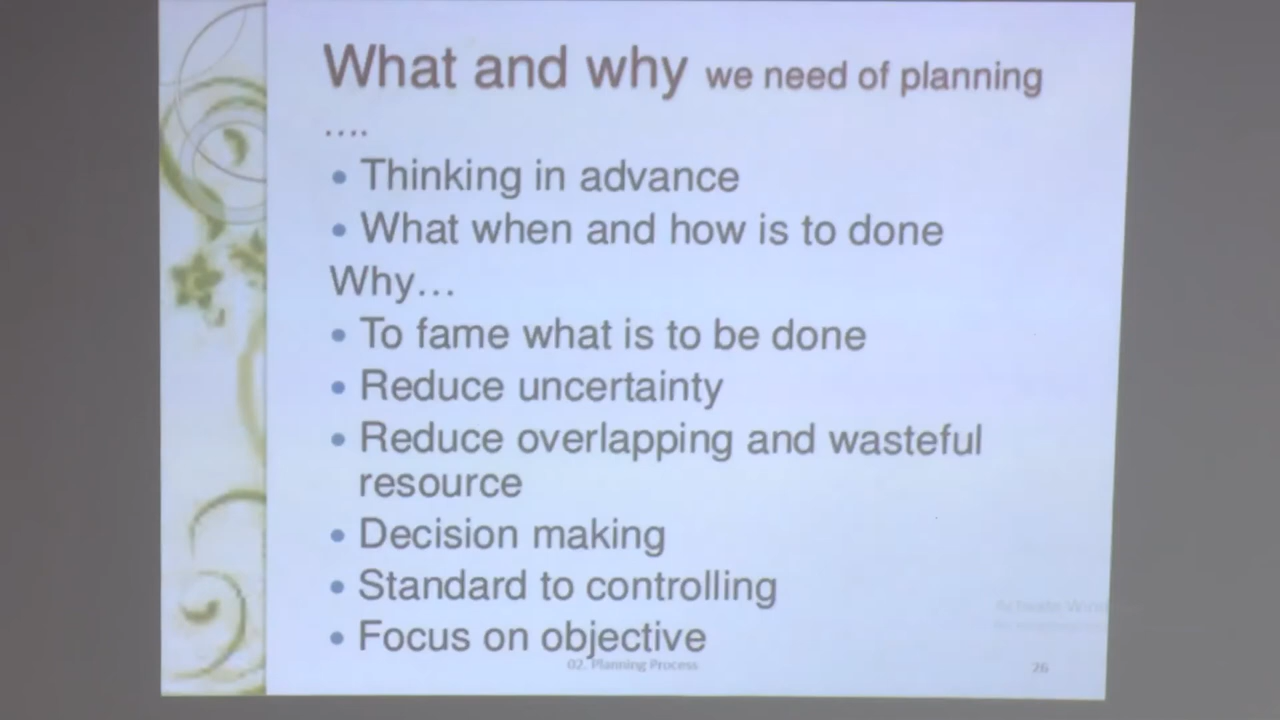 What and why we need of planning
....
• Thinking in advance
• What when and how is to done
Why...
• To fame what is to be done
• Reduce uncertainty
• Reduce overlapping and wasteful
resource
• Decision making
• Standard to controlling
• Focus on objective
02. Planning Process
26